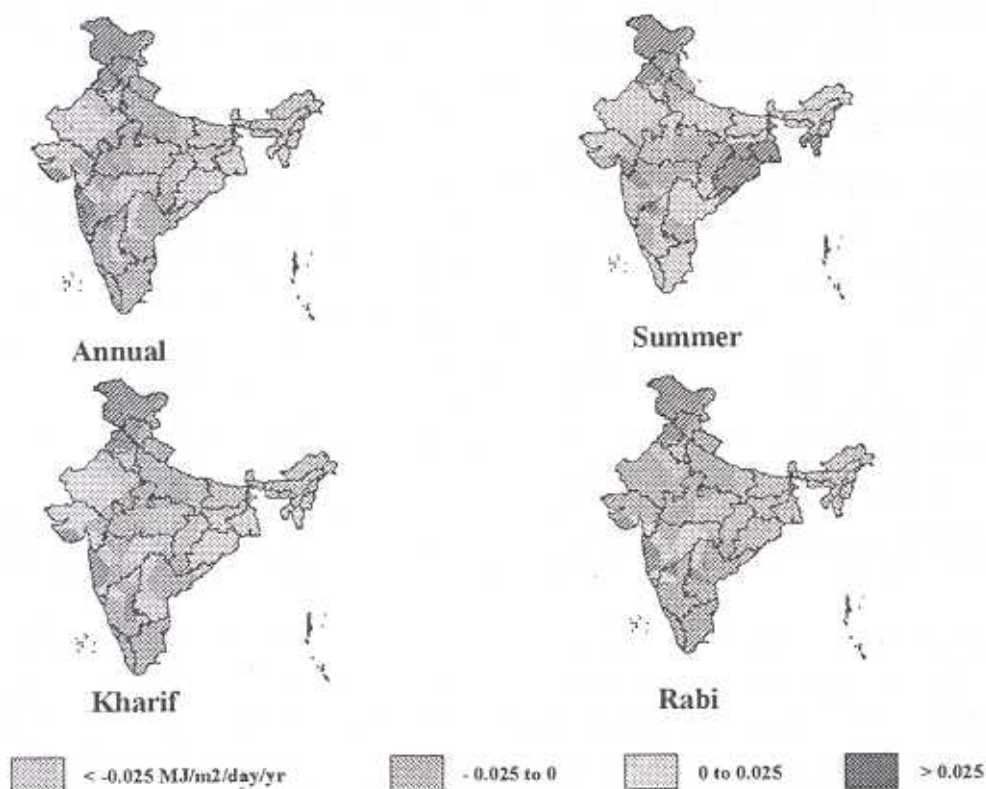 Annual
Summer
Kharif
Rabi
< -0.025 MJ/m2/day/yr
- 0.025 to 0
0 to 0.025
> 0.025